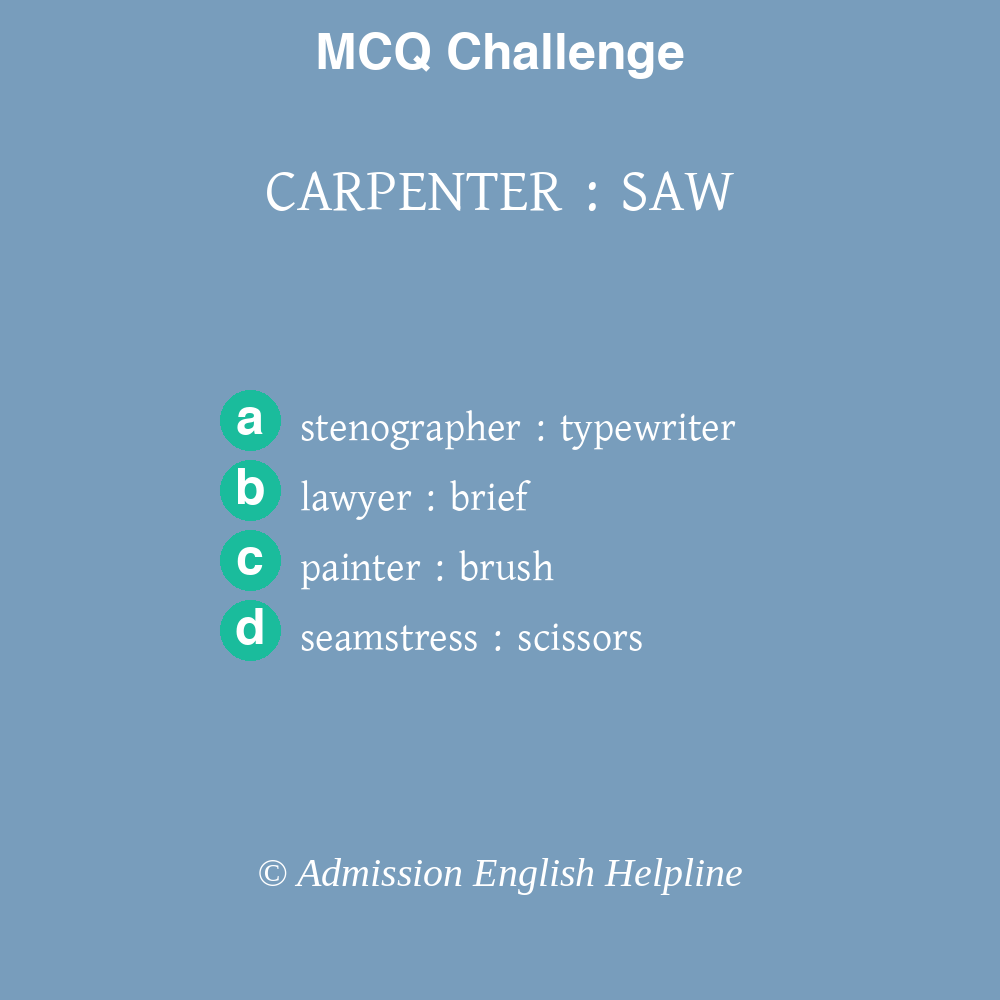 MCQ Challenge
CARPENTER : SAW
a stenographer : typewriter
b lawyer : brief
c painter : brush
d seamstress : scissors
© Admission English Helpline